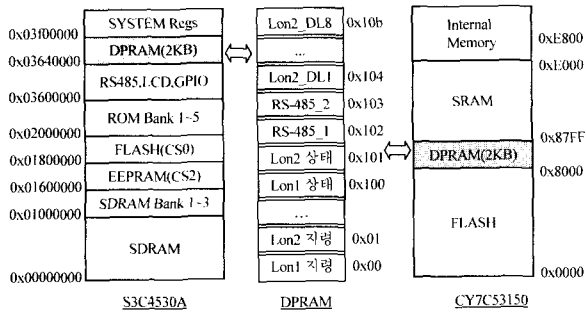 SYSTEM Regs
0x03f00000
DPRAM(2KB)
0x03640000
RS485,LCD,GPIO
0x03600000
ROM Bank 1~5
0x02000000
FLASH(CS0)
0x01800000
EEPRAM(CS2)
0x01600000
SDRAM Bank 1~3
0x01000000
SDRAM
0x00000000
S3C4530A
Lon2_DL8 0x10b
...
Lon2_DL1 0x104
RS-485_2 0x103
RS-485_1 0x102
Lon2 상태 0x101
Lon1 상태 0x100
...
Lon2 지령 0x01
Lon1 지령 0x00
DPRAM
Internal
Memory
0xE800
0xE000
SRAM
0x87FF
DPRAM(2KB)
0x8000
FLASH
0x0000
CY7C53150